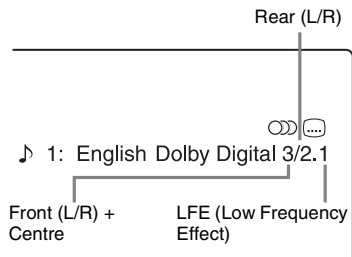 Rear (L/R)
♪ 1: English Dolby Digital 3/2.1
Front (L/R) +
Centre
LFE (Low Frequency
Effect)